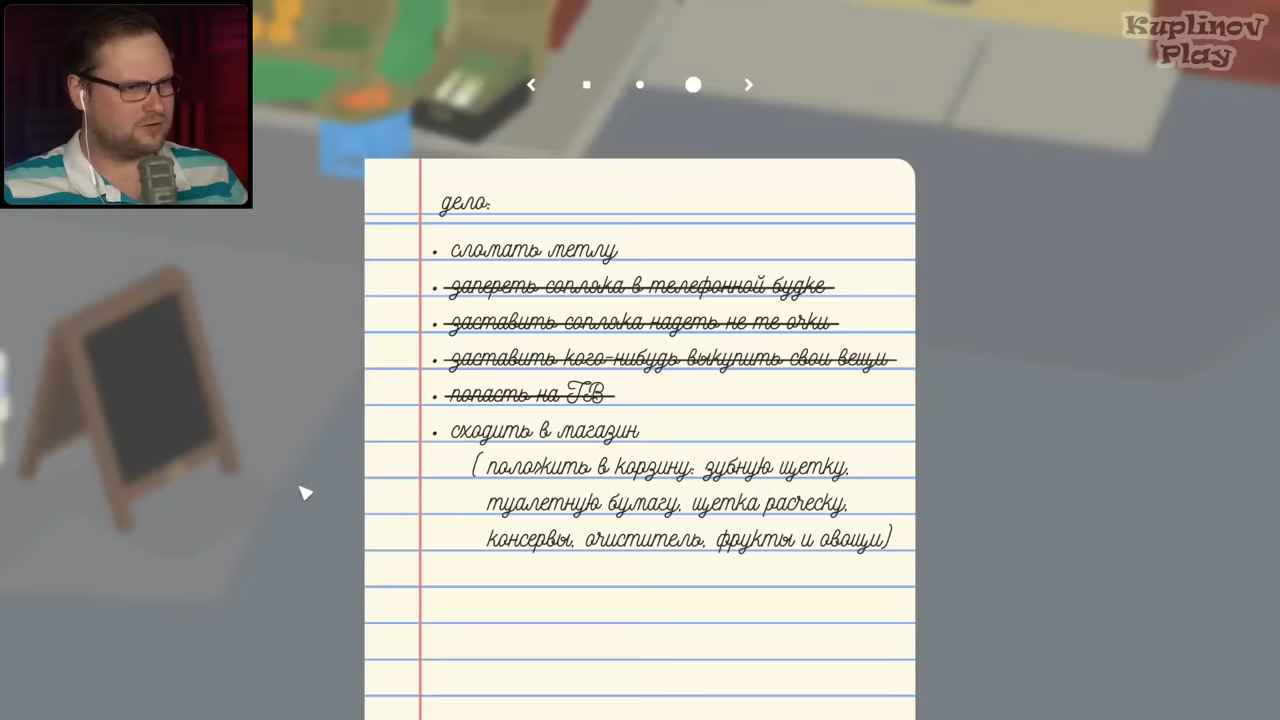 Kuplinov
Play
дело:
• сломать метлу
• запереть сопляка в телефонной будке
• заставить сопляка надеть не те очки
• заставить кого-нибудь выкупить свои вещи
• попасть на ТВ
• сходить в магазин
( положить в корзину: зубную щетку,
туалетную бумагу, щетка расческу,
консервы, очиститель, фрукты и овощи)